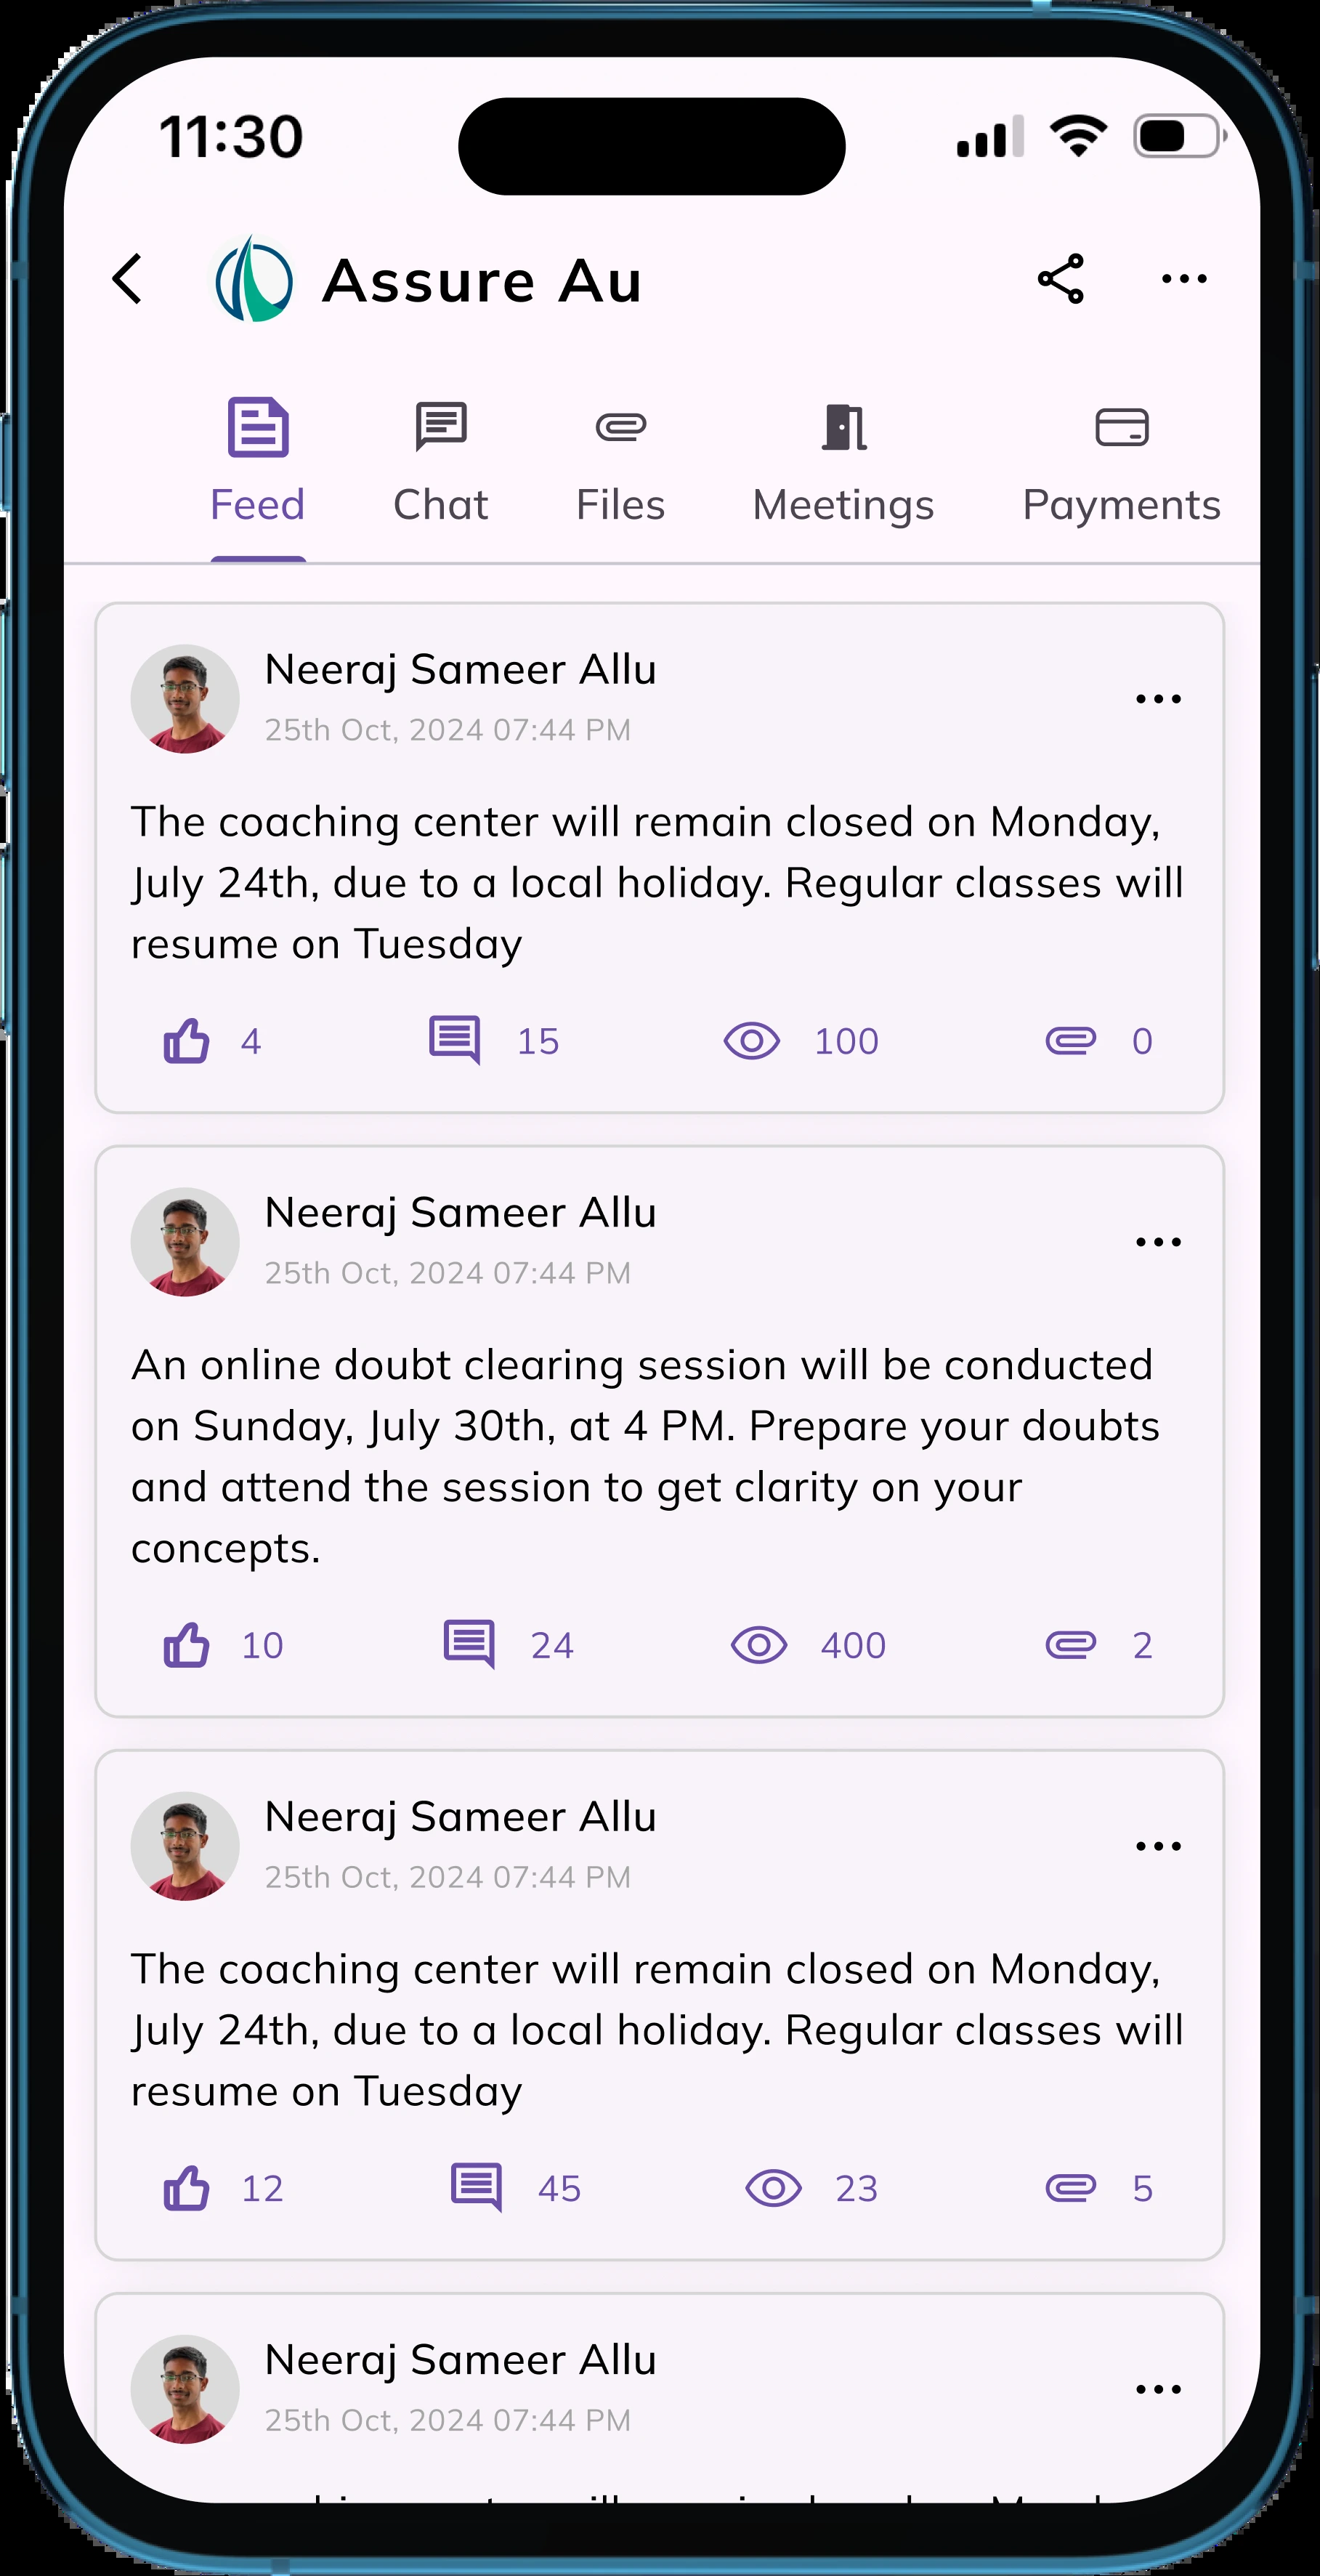 11:30
Assure Au
Feed Chat Files Meetings Payments
Neeraj Sameer Allu
25th Oct, 2024 07:44 PM
The coaching center will remain closed on Monday,
July 24th, due to a local holiday. Regular classes will
resume on Tuesday
4 15 100 0
Neeraj Sameer Allu
25th Oct, 2024 07:44 PM
An online doubt clearing session will be conducted
on Sunday, July 30th, at 4 PM. Prepare your doubts
and attend the session to get clarity on your
concepts.
10 24 400 2
Neeraj Sameer Allu
25th Oct, 2024 07:44 PM
The coaching center will remain closed on Monday,
July 24th, due to a local holiday. Regular classes will
resume on Tuesday
12 45 23 5
Neeraj Sameer Allu
25th Oct, 2024 07:44 PM